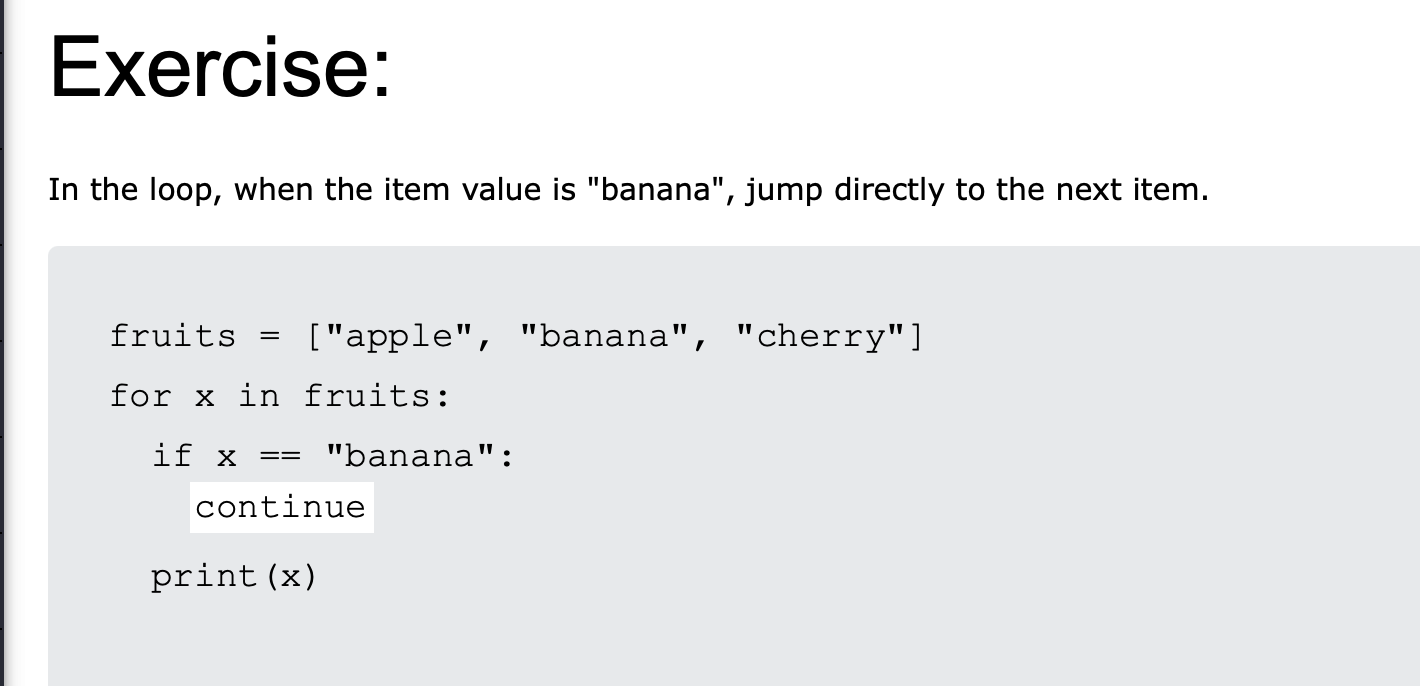 Exercise:
In the loop, when the item value is "banana", jump directly to the next item.
fruits = ["apple", "banana", "cherry"]
for x in fruits:
  if x == "banana":
    continue
  print(x)